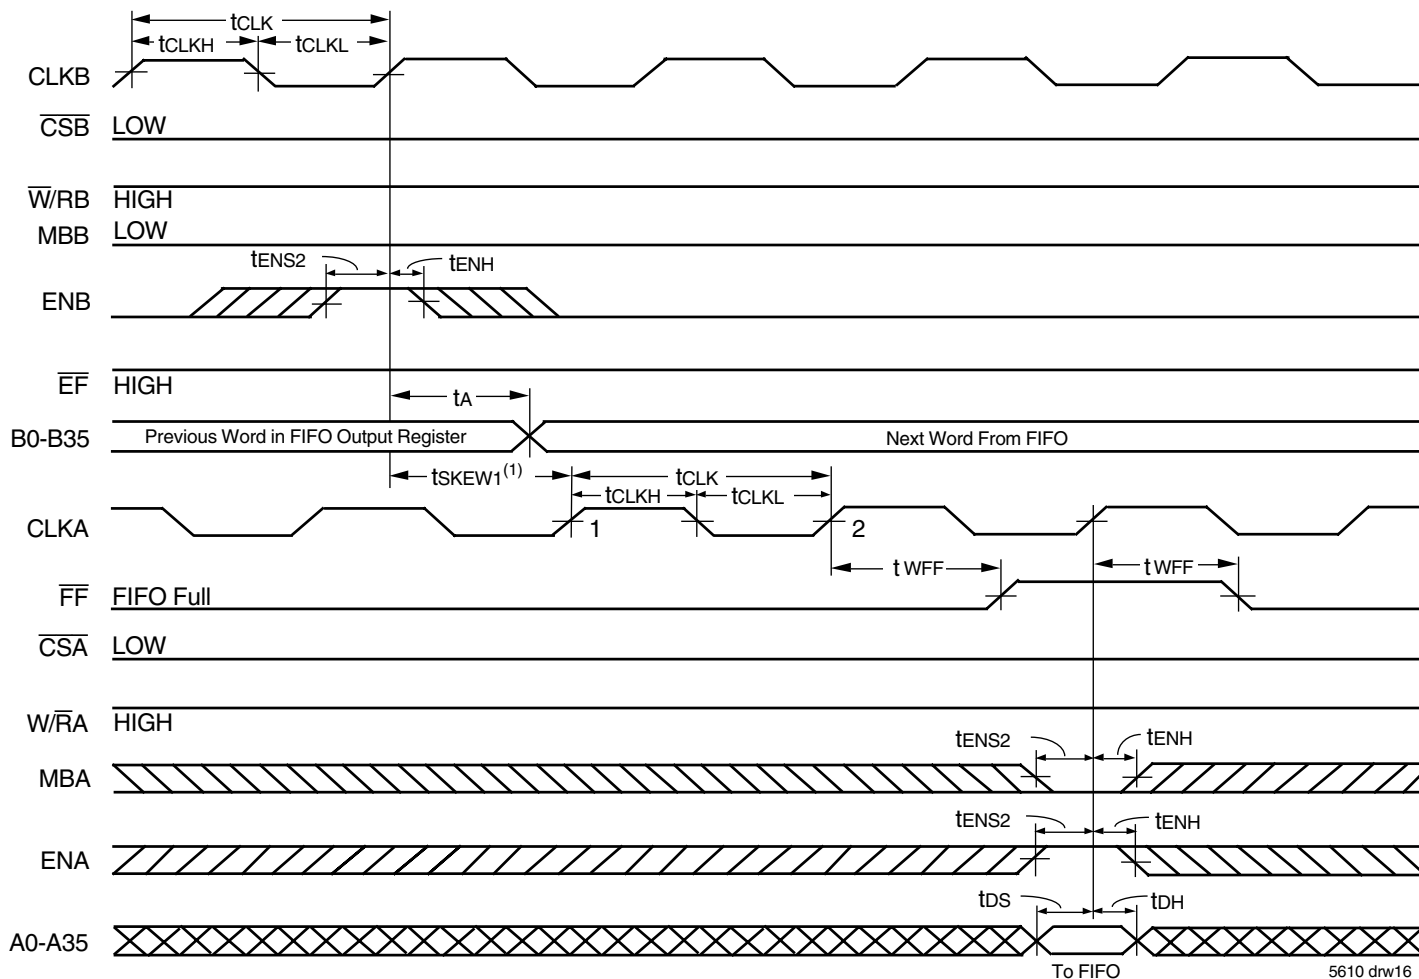 tCLK
tCLKH tCLKL
CLKB
CSB LOW
W/RB HIGH
MBB LOW
tENS2 tENH
ENB
EF HIGH
tA
B0-B35 Previous Word in FIFO Output Register Next Word From FIFO
tSKEW1(1) tCLK
tCLKH tCLKL
CLKA 1 2
tWFF tWFF
FF FIFO Full
CSA LOW
W/RA HIGH
tENS2 tENH
MBA
tENS2 tENH
ENA
tDS tDH
A0-A35
To FIFO 5610 drw16